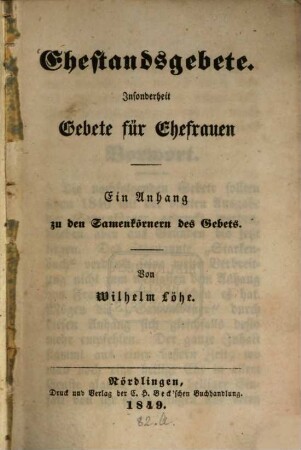 Ehestandsgebete.
Insonderheit
Gebete für Ehefrauen
Ein Anhang
zu den Samenkörnern des Gebets.
Von
Wilhelm Löhe.
Nördlingen,
Druck und Verlag der C. H. Beck'schen Buchhandlung.
1849.